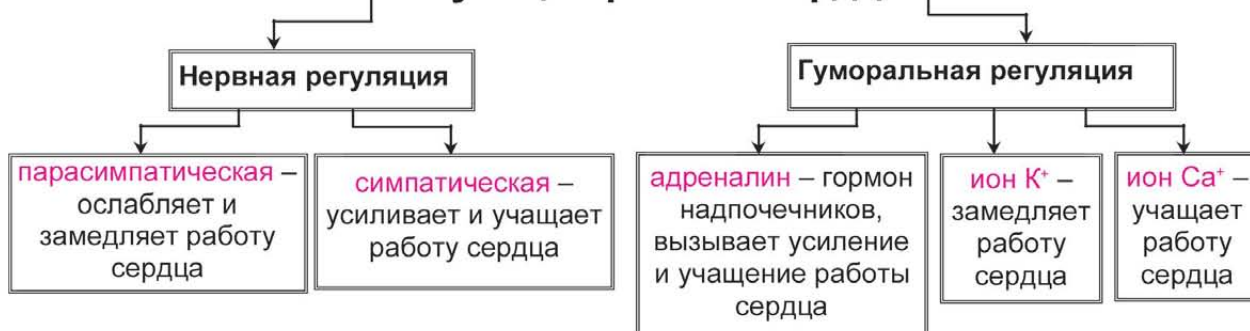 Нервная регуляция
Гуморальная регуляция
парасимпатическая –
ослабляет и
замедляет работу
сердца
симпатическая –
усиливает и учащает
работу сердца
адреналин – гормон
надпочечников,
вызывает усиление
и учащение работы
сердца
ион К⁺ –
замедляет
работу
сердца
ион Са⁺ –
учащает
работу
сердца